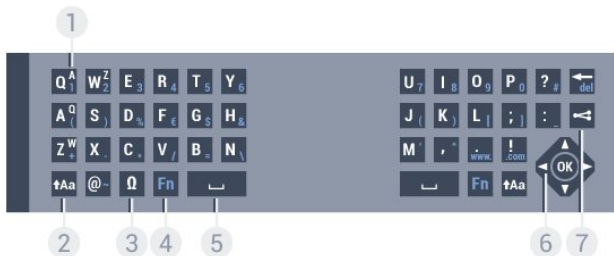 1
Q A 1 W Z 2 E 3 R 4 T 5 Y 6 U 7 I 8 O 9 P 0 ? # del
A Q ( S ) D % F € G $ H & J ( K ) L [ ; ] : _
Z W + X - C * V / B = N \ M ' , " . www. ! .com OK
Aa @ ~ Ω Fn Fn Aa
2 3 4 5 6 7